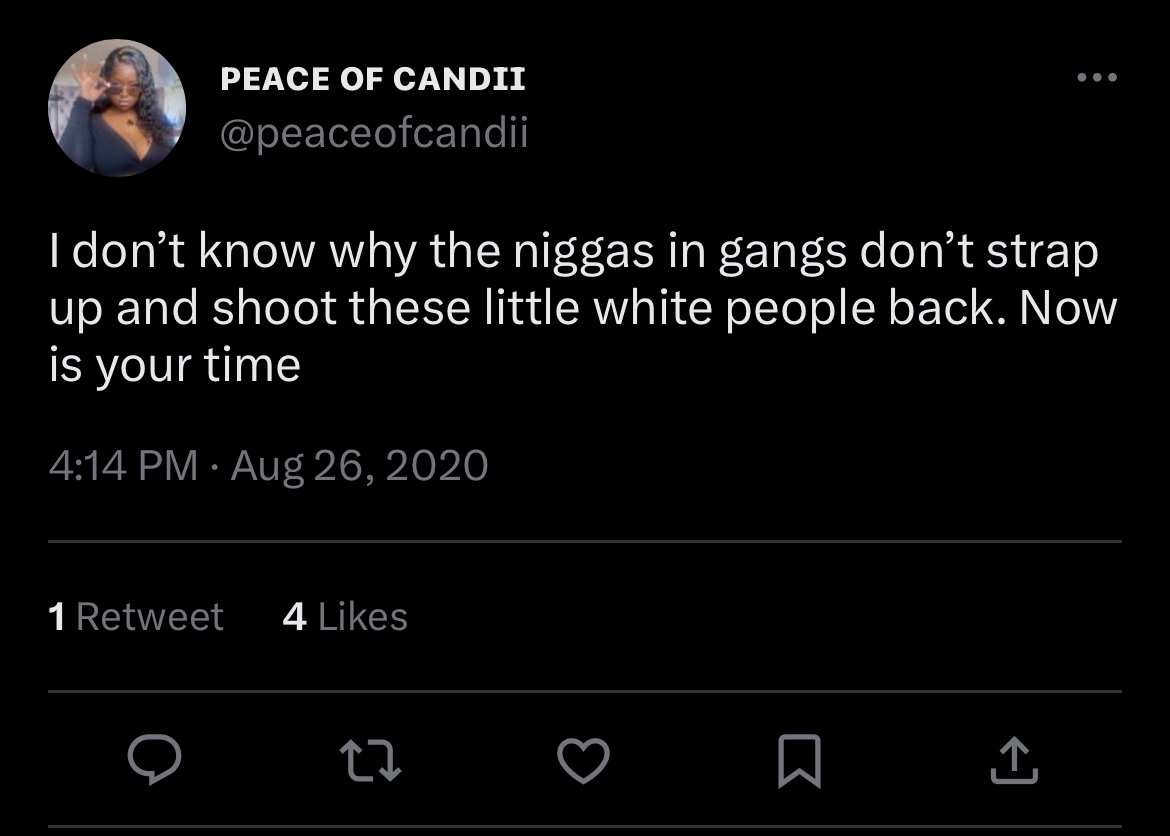 PEACE OF CANDII
@peaceofcandii
I don’t know why the niggas in gangs don’t strap
up and shoot these little white people back. Now
is your time
4:14 PM · Aug 26, 2020
1 Retweet 4 Likes